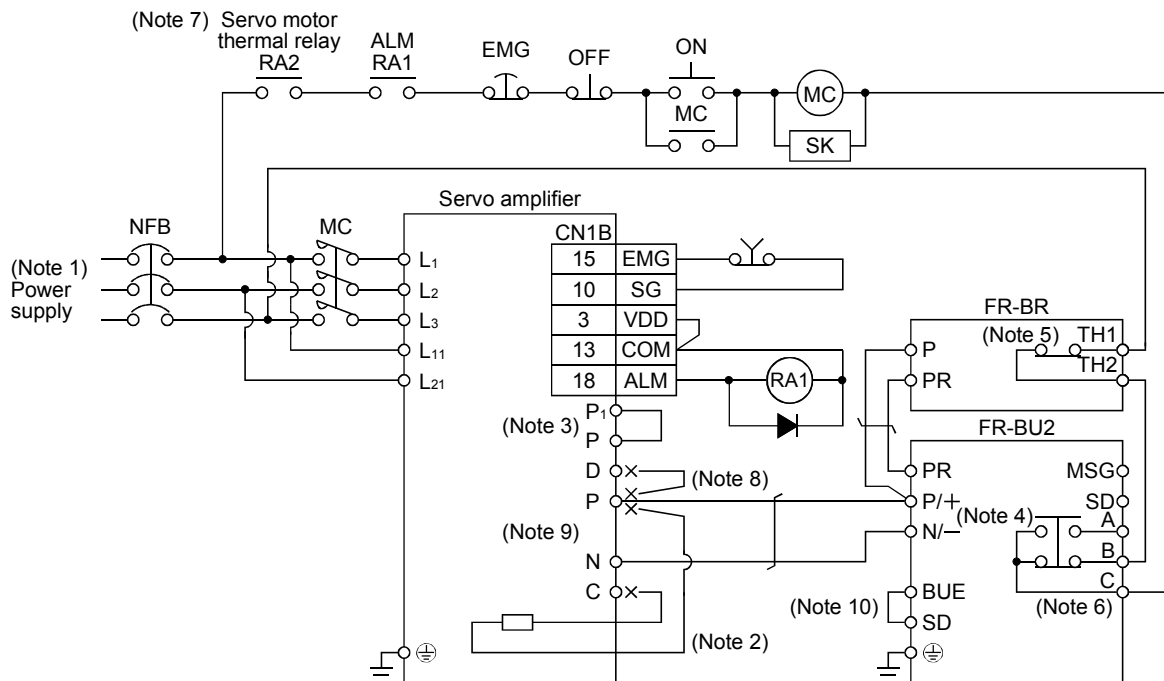 (Note 7) Servo motor
thermal relay
RA2
ALM
RA1
EMG
OFF
ON
MC
MC
SK
Servo amplifier
NFB
MC
(Note 1)
Power
supply
L1
L2
L3
L11
L21
CN1B
15 EMG
10 SG
3 VDD
13 COM
18 ALM
RA1
P1
(Note 3)
P
D
(Note 8)
P
(Note 9)
N
C
(Note 2)
FR-BR
(Note 5)
P
TH1
PR
TH2
FR-BU2
PR
MSG
P/+
SD
(Note 4)
A
N/−
B
C
BUE
(Note 6)
(Note 10)
SD